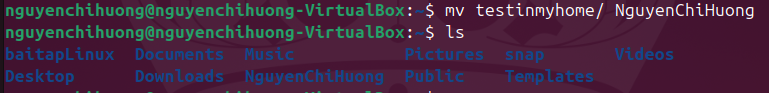 nguyenchihuong@nguyenchihuong-VirtualBox:~$ mv testinmyhome/ NguyenChiHuong
nguyenchihuong@nguyenchihuong-VirtualBox:~$ ls
baitapLinux Documents Music Pictures snap Videos
Desktop Downloads NguyenChiHuong Public Templates